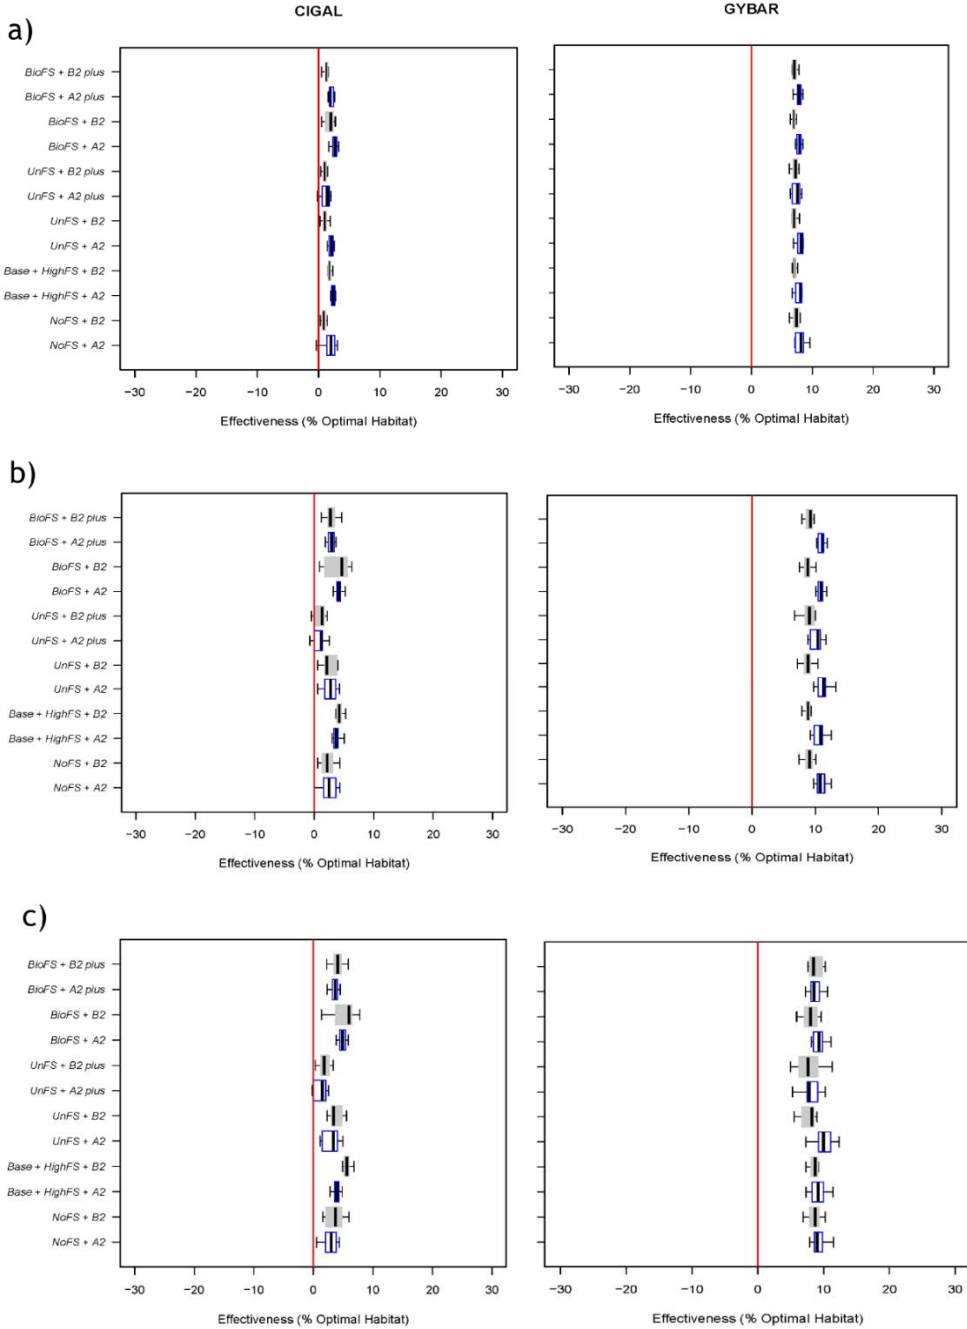 CIGAL GYBAR
a)
BioFS + B2 plus
BioFS + A2 plus
BioFS + B2
BioFS + A2
UnFS + B2 plus
UnFS + A2 plus
UnFS + B2
UnFS + A2
Base + HighFS + B2
Base + HighFS + A2
NoFS + B2
NoFS + A2
−30 −20 −10 0 10 20 30 −30 −20 −10 0 10 20 30
Effectiveness (% Optimal Habitat) Effectiveness (% Optimal Habitat)
b)
BioFS + B2 plus
BioFS + A2 plus
BioFS + B2
BioFS + A2
UnFS + B2 plus
UnFS + A2 plus
UnFS + B2
UnFS + A2
Base + HighFS + B2
Base + HighFS + A2
NoFS + B2
NoFS + A2
−30 −20 −10 0 10 20 30 −30 −20 −10 0 10 20 30
Effectiveness (% Optimal Habitat) Effectiveness (% Optimal Habitat)
c)
BioFS + B2 plus
BioFS + A2 plus
BioFS + B2
BioFS + A2
UnFS + B2 plus
UnFS + A2 plus
UnFS + B2
UnFS + A2
Base + HighFS + B2
Base + HighFS + A2
NoFS + B2
NoFS + A2
−30 −20 −10 0 10 20 30 −30 −20 −10 0 10 20 30
Effectiveness (% Optimal Habitat) Effectiveness (% Optimal Habitat)